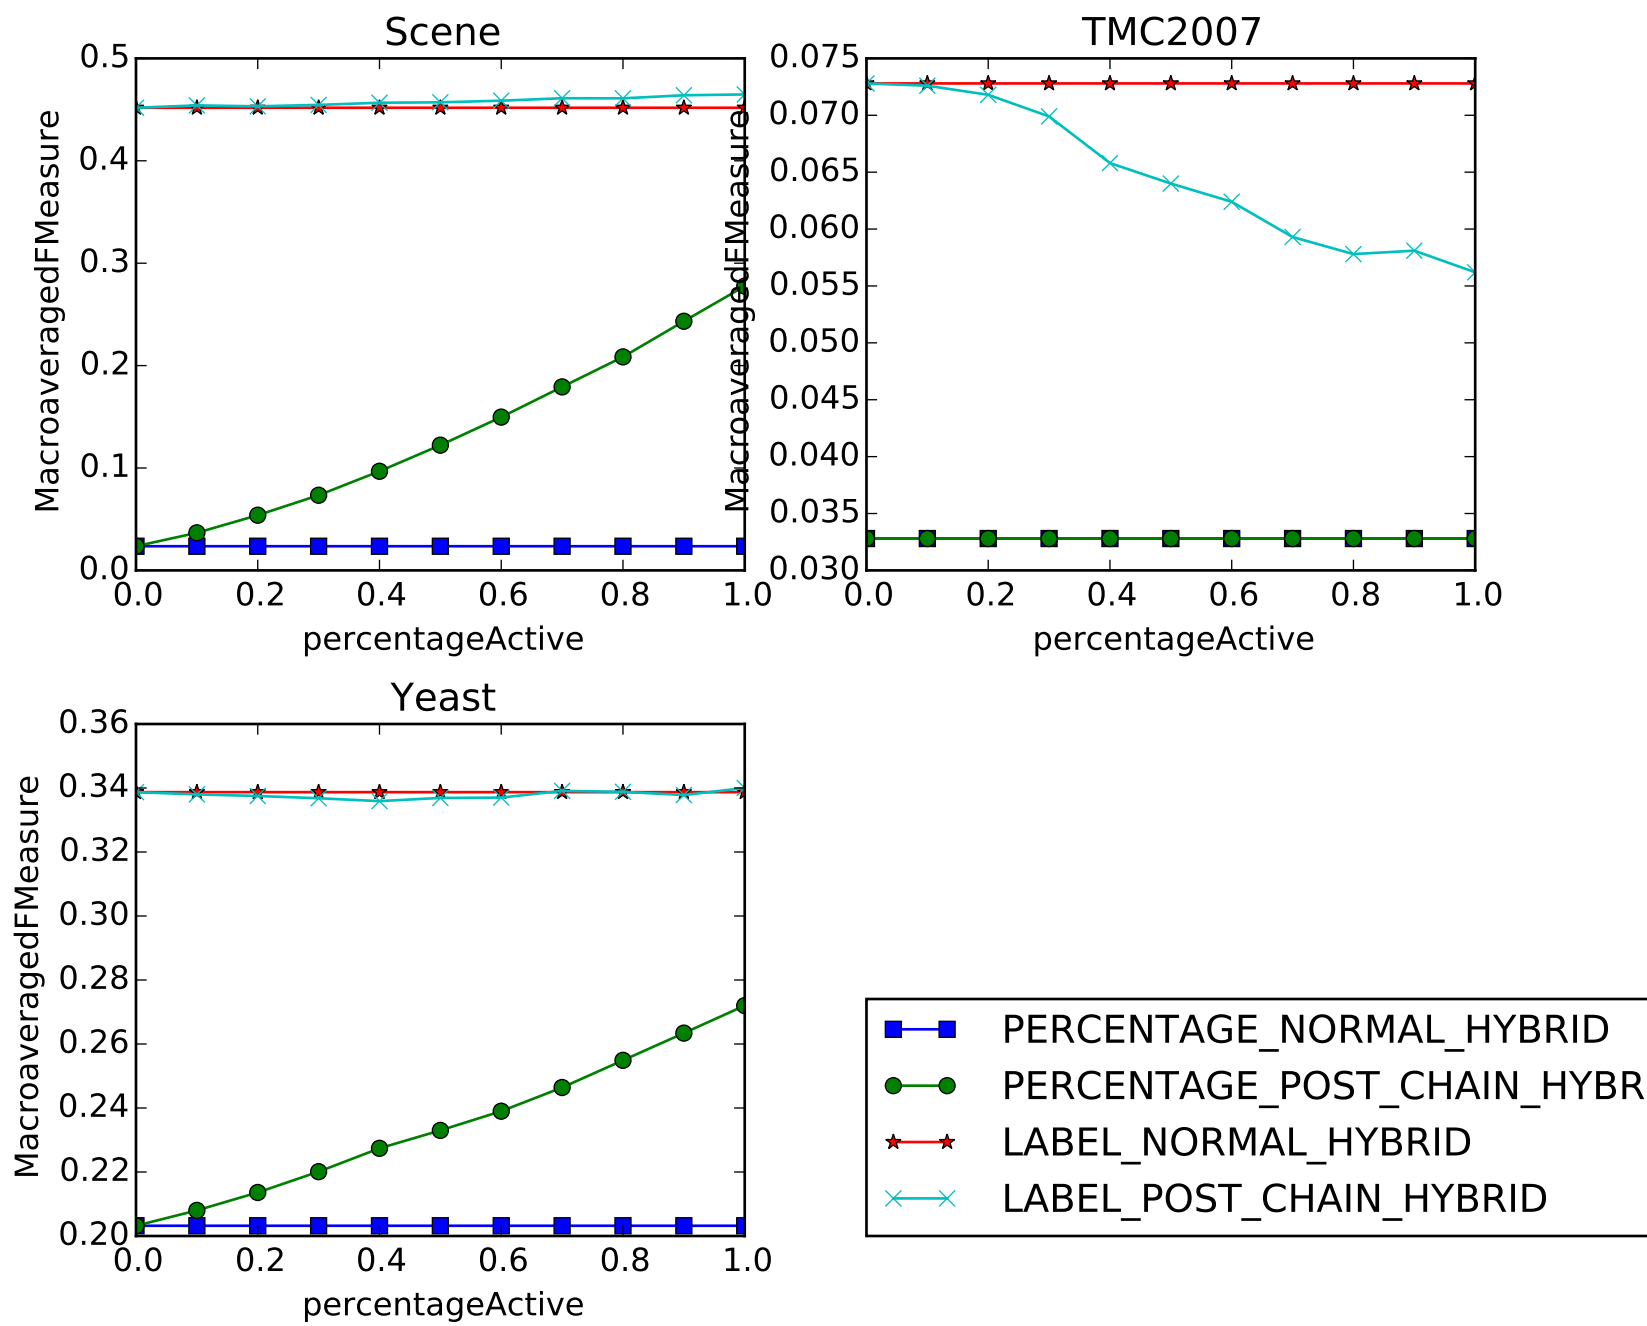 Scene
0.5
0.4
0.3
0.2
0.1
0.0
MacroaveragedFMeasure
0.0 0.2 0.4 0.6 0.8 1.0
percentageActive
TMC2007
0.075
0.070
0.065
0.060
0.055
0.050
0.045
0.040
0.035
0.030
MacroaveragedFMeasure
0.0 0.2 0.4 0.6 0.8 1.0
percentageActive
Yeast
0.36
0.34
0.32
0.30
0.28
0.26
0.24
0.22
0.20
MacroaveragedFMeasure
0.0 0.2 0.4 0.6 0.8 1.0
percentageActive
PERCENTAGE_NORMAL_HYBRID
PERCENTAGE_POST_CHAIN_HYBR
LABEL_NORMAL_HYBRID
LABEL_POST_CHAIN_HYBRID